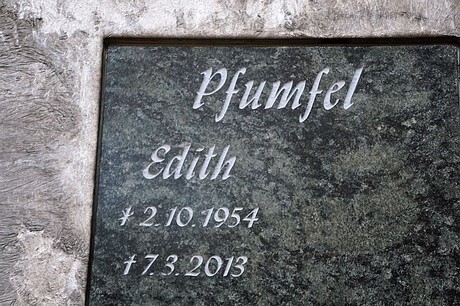 Pfumfel
Edith
* 2.10.1954
† 7.3.2013